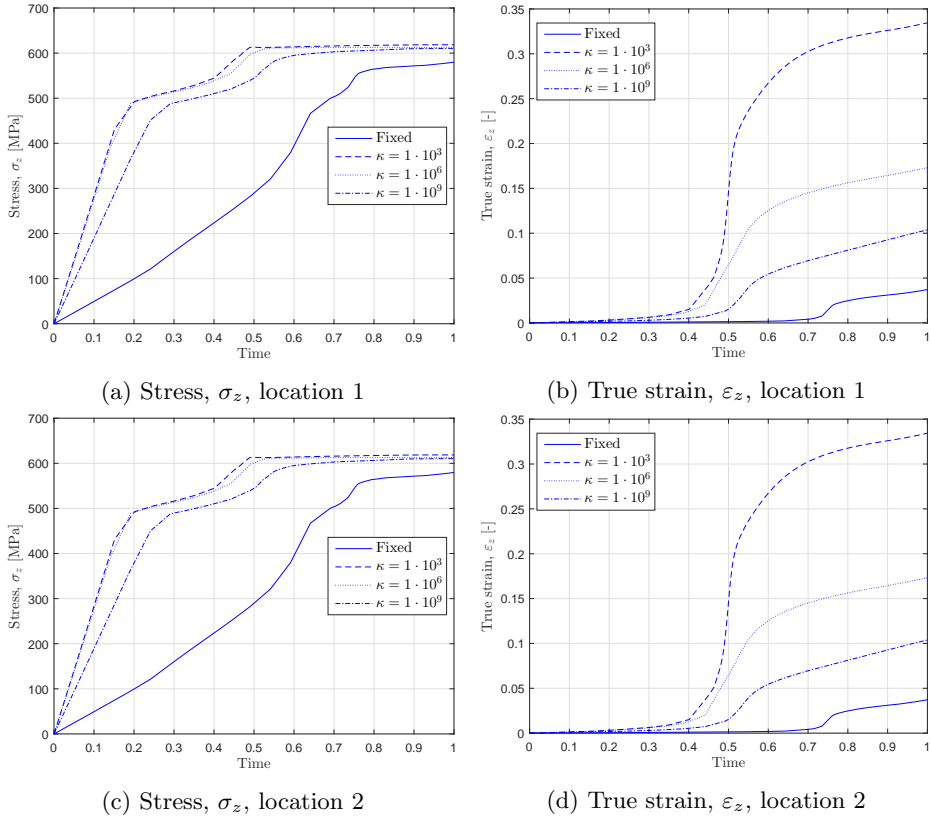 700
600
500
400
300
200
100
0
Stress, σ_z [MPa]
Fixed
κ = 1 · 10³
κ = 1 · 10⁶
κ = 1 · 10⁹
0 0.1 0.2 0.3 0.4 0.5 0.6 0.7 0.8 0.9 1
Time
(a) Stress, σ_z, location 1
0.35
0.3
0.25
0.2
0.15
0.1
0.05
0
True strain, ε_z [-]
Fixed
κ = 1 · 10³
κ = 1 · 10⁶
κ = 1 · 10⁹
0 0.1 0.2 0.3 0.4 0.5 0.6 0.7 0.8 0.9 1
Time
(b) True strain, ε_z, location 1
700
600
500
400
300
200
100
0
Stress, σ_z [MPa]
Fixed
κ = 1 · 10³
κ = 1 · 10⁶
κ = 1 · 10⁹
0 0.1 0.2 0.3 0.4 0.5 0.6 0.7 0.8 0.9 1
Time
(c) Stress, σ_z, location 2
0.35
0.3
0.25
0.2
0.15
0.1
0.05
0
True strain, ε_z [-]
Fixed
κ = 1 · 10³
κ = 1 · 10⁶
κ = 1 · 10⁹
0 0.1 0.2 0.3 0.4 0.5 0.6 0.7 0.8 0.9 1
Time
(d) True strain, ε_z, location 2